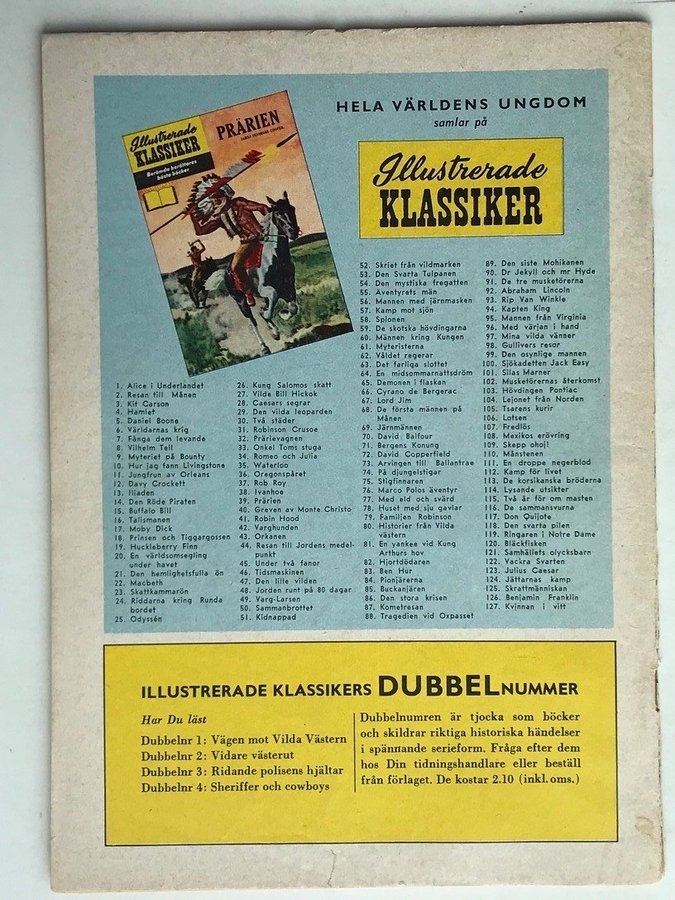 HELA VÄRLDENS UNGDOM
samlar på
Illustrerade
KLASSIKER
Illustrerade
KLASSIKER
Berömda berättares
bästa böcker
PRÄRIEN
JAMES FENIMORE COOPER
1. Alice i Underlandet
2. Resan till Månen
3. Kit Carson
4. Hamlet
5. Daniel Boone
6. Världarnas krig
7. Fånga dem levande
8. Vilhelm Tell
9. Myteriet på Bounty
10. Hur jag fann Livingstone
11. Jungfrun av Orleans
12. Davy Crockett
13. Iliaden
14. Den Röde Piraten
15. Buffalo Bill
16. Talismanen
17. Moby Dick
18. Prinsen och Tiggargossen
19. Huckleberry Finn
20. En världsomsegling
under havet
21. Den hemlighetsfulla ön
22. Macbeth
23. Skattkammarön
24. Riddarna kring Runda
bordet
25. Odyssén
26. Kung Salomos skatt
27. Vilde Bill Hickok
28. Caesars segrar
29. Den vilda leoparden
30. Två städer
31. Robinson Crusoe
32. Prärievagnen
33. Onkel Toms stuga
34. Romeo och Julia
35. Waterloo
36. Oregonspåret
37. Rob Roy
38. Ivanhoe
39. Prärien
40. Greven av Monte Christo
41. Robin Hood
42. Varghunden
43. Orkanen
44. Resan till Jordens medel-
punkt
45. Under två fanor
46. Tidsmaskinen
47. Den lille vilden
48. Jorden runt på 80 dagar
49. Varg-Larsen
50. Sammanbrottet
51. Kidnappad
52. Skriet från vildmarken
53. Den Svarta Tulpanen
54. Den mystiska fregatten
55. Äventyrets män
56. Mannen med järnmasken
57. Kamp mot sjön
58. Spionen
59. De skotska hövdingarna
60. Männen kring Kungen
61. Myteristerna
62. Våldet regerar
63. Det farliga slottet
64. En midsommarnattsdröm
65. Demonen i flaskan
66. Cyrano de Bergerac
67. Lord Jim
68. De första männen på
Månen
69. Järnmännen
70. David Balfour
71. Bergens Konung
72. David Copperfield
73. Arvingen till Ballantrae
74. På djungelstigar
75. Stigfinnaren
76. Marco Polos äventyr
77. Med eld och svärd
78. Huset med sju gavlar
79. Familjen Robinson
80. Historier från Vilda
västern
81. En yankee vid Kung
Arthurs hov
82. Hjortdödaren
83. Ben Hur
84. Pionjärerna
85. Buckanjären
86. Den stora krisen
87. Kometresan
88. Tragedien vid Oxpasset
89. Den siste Mohikanen
90. Dr Jekyll och mr Hyde
91. De tre musketörerna
92. Abraham Lincoln
93. Rip Van Winkle
94. Kapten King
95. Mannen från Virginia
96. Med värjan i hand
97. Mina vilda vänner
98. Gullivers resor
99. Den osynlige mannen
100. Sjökadetten Jack Easy
101. Silas Marner
102. Musketörernas återkomst
103. Hövdingen Pontiac
104. Lejonet från Norden
105. Tsarens kurir
106. Lotsen
107. Fredlös
108. Mexikos erövring
109. Skepp ohoj!
110. Månstenen
111. En droppe negerblod
112. Kamp för livet
113. De korsikanska bröderna
114. Lysande utsikter
115. Två år för om masten
116. De sammansvurna
117. Don Quijote
118. Den svarta pilen
119. Ringaren i Notre Dame
120. Bläckfisken
121. Samhällets olycksbarn
122. Vackra Svarten
123. Julius Caesar
124. Jättarnas kamp
125. Skrattmänniskan
126. Benjamin Franklin
127. Kvinnan i vitt
ILLUSTRERADE KLASSIKERS DUBBELNUMMER
Har Du läst
Dubbelnr 1: Vägen mot Vilda Västern
Dubbelnr 2: Vidare västerut
Dubbelnr 3: Ridande polisens hjältar
Dubbelnr 4: Sheriffer och cowboys
Dubbelnumren är tjocka som böcker
och skildrar riktiga historiska händelser
i spännande serieform. Fråga efter dem
hos Din tidningshandlare eller beställ
från förlaget. De kostar 2.10 (inkl. oms.)